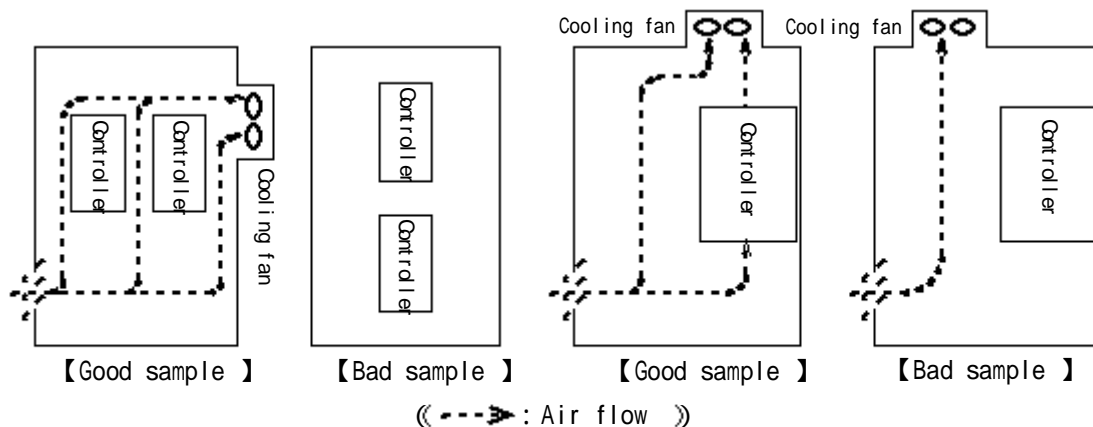 Cooling fan
Cooling fan
Controller
Controller
Cooling fan
Controller
Controller
Controller
Controller
【Good sample 】
【Bad sample 】
【Good sample 】
【Bad sample 】
《 : Air flow 》